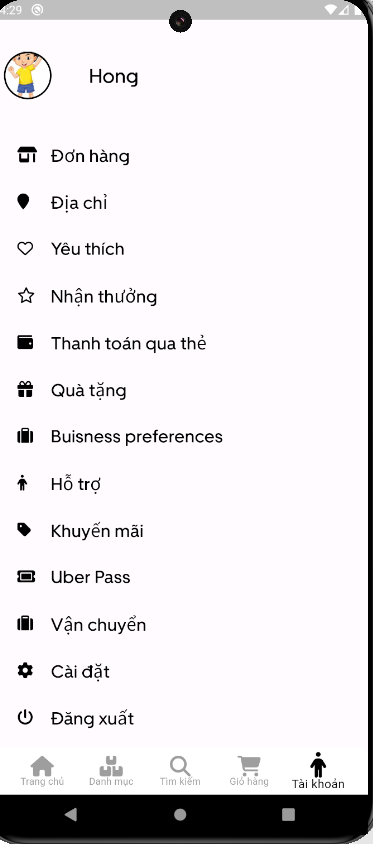 4:29
Hong
Đơn hàng
Địa chỉ
Yêu thích
Nhận thưởng
Thanh toán qua thẻ
Quà tặng
Buisness preferences
Hỗ trợ
Khuyến mãi
Uber Pass
Vận chuyển
Cài đặt
Đăng xuất
Trang chủ
Danh mục
Tìm kiếm
Giỏ hàng
Tài khoản